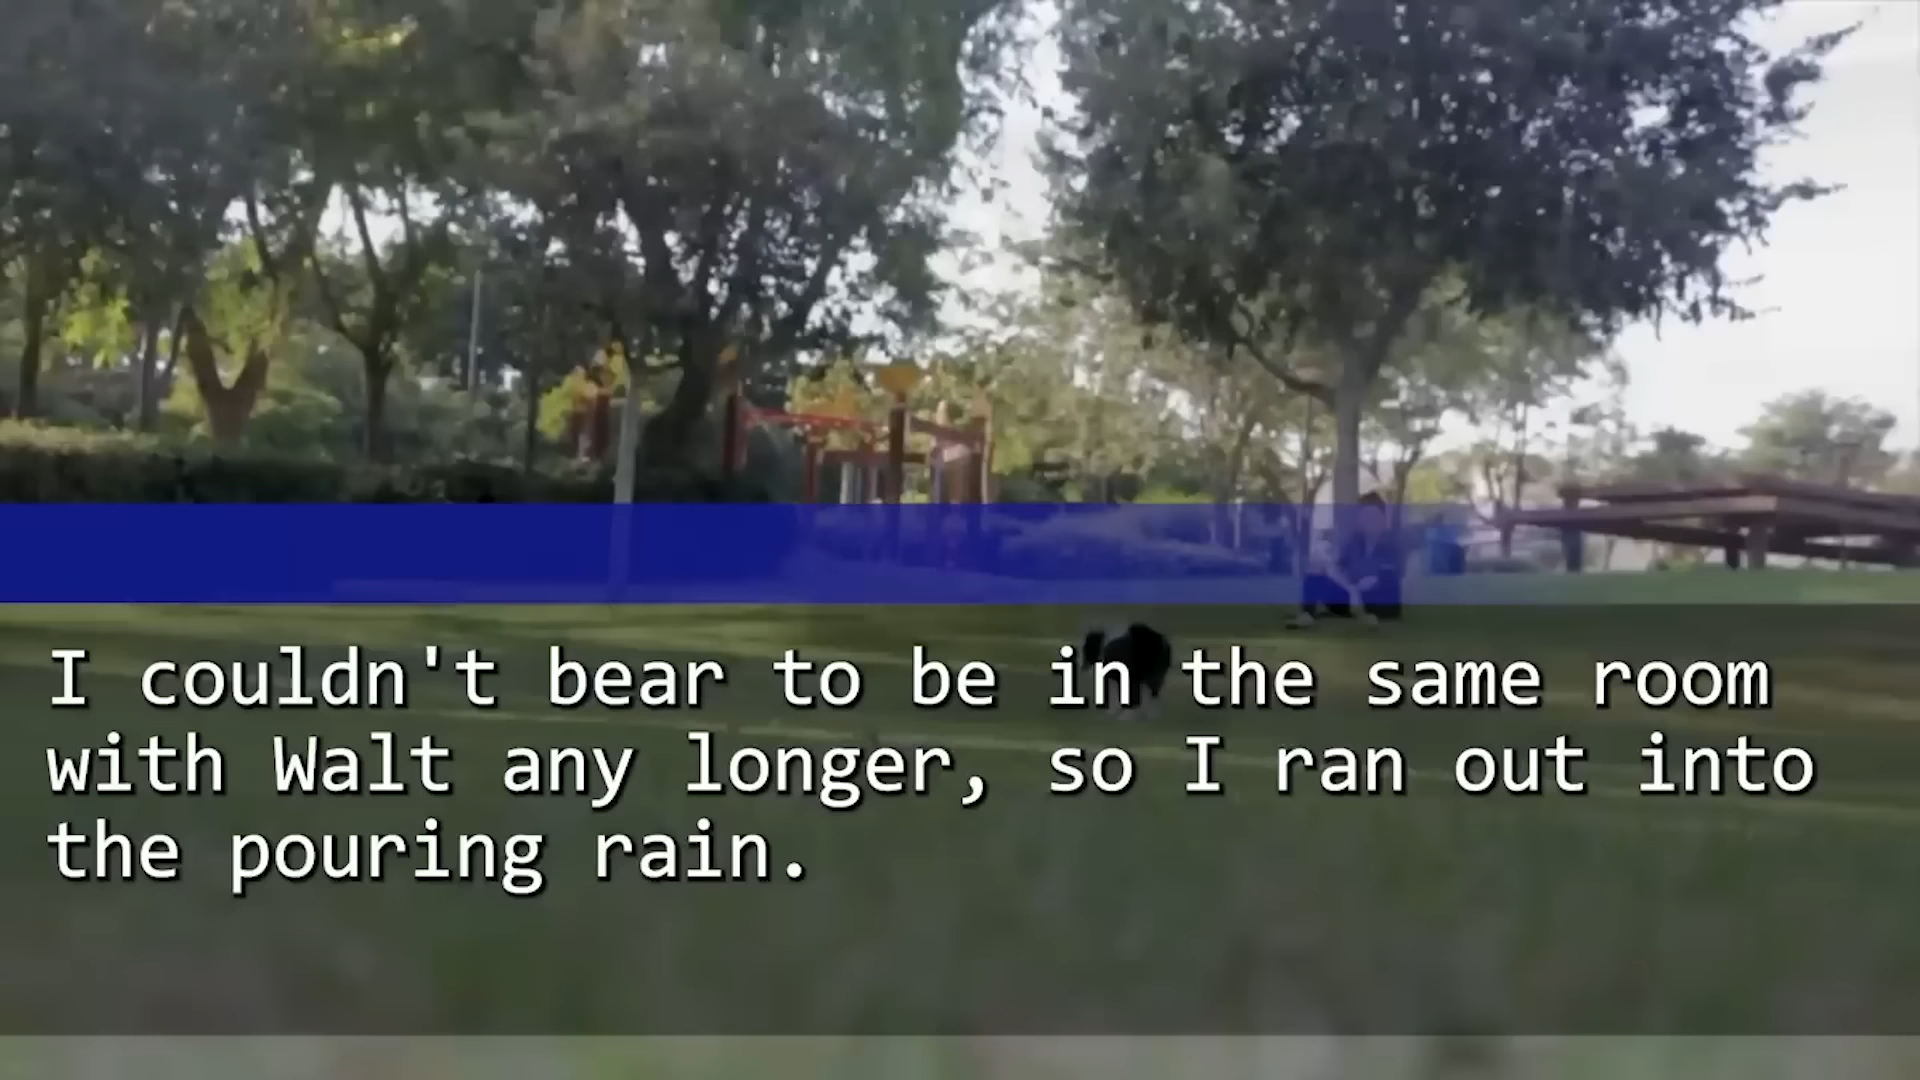 I couldn't bear to be in the same room
with Walt any longer, so I ran out into
the pouring rain.